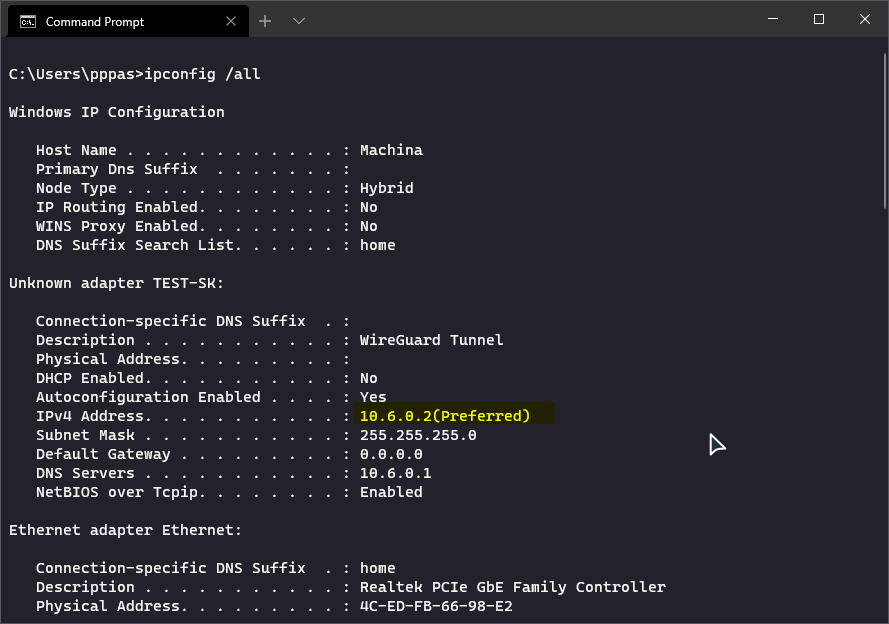 Command Prompt
C:\Users\pppas>ipconfig /all
Windows IP Configuration
Host Name . . . . . . . . . . . . : Machina
Primary Dns Suffix  . . . . . . . :
Node Type . . . . . . . . . . . . : Hybrid
IP Routing Enabled. . . . . . . . : No
WINS Proxy Enabled. . . . . . . . : No
DNS Suffix Search List. . . . . . : home
Unknown adapter TEST-SK:
Connection-specific DNS Suffix  . :
Description . . . . . . . . . . . : WireGuard Tunnel
Physical Address. . . . . . . . . :
DHCP Enabled. . . . . . . . . . . : No
Autoconfiguration Enabled . . . . : Yes
IPv4 Address. . . . . . . . . . . : 10.6.0.2(Preferred)
Subnet Mask . . . . . . . . . . . : 255.255.255.0
Default Gateway . . . . . . . . . : 0.0.0.0
DNS Servers . . . . . . . . . . . : 10.6.0.1
NetBIOS over Tcpip. . . . . . . . : Enabled
Ethernet adapter Ethernet:
Connection-specific DNS Suffix  . : home
Description . . . . . . . . . . . : Realtek PCIe GbE Family Controller
Physical Address. . . . . . . . . : 4C-ED-FB-66-98-E2